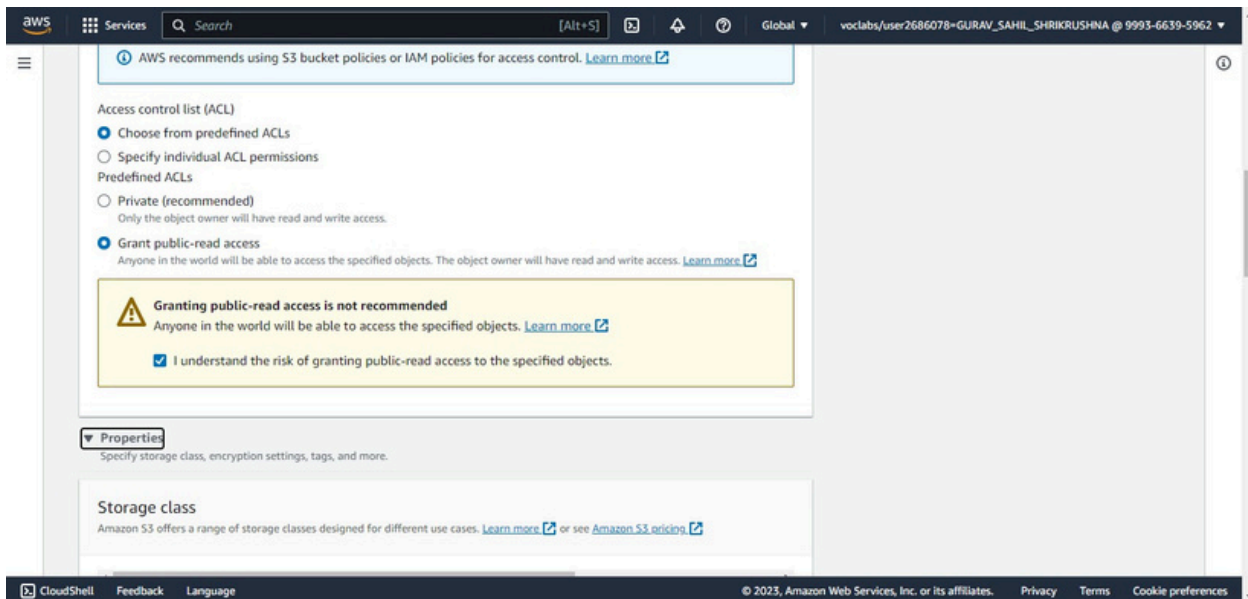 aws Services Search [Alt+S] Global voclabs/user2686078=GURAV_SAHIL_SHRIKRUSHNA @ 9993-6639-5962
AWS recommends using S3 bucket policies or IAM policies for access control. Learn more
Access control list (ACL)
Choose from predefined ACLs
Specify individual ACL permissions
Predefined ACLs
Private (recommended)
Only the object owner will have read and write access.
Grant public-read access
Anyone in the world will be able to access the specified objects. The object owner will have read and write access. Learn more
Granting public-read access is not recommended
Anyone in the world will be able to access the specified objects. Learn more
I understand the risk of granting public-read access to the specified objects.
Properties
Specify storage class, encryption settings, tags, and more.
Storage class
Amazon S3 offers a range of storage classes designed for different use cases. Learn more or see Amazon S3 pricing
CloudShell Feedback Language © 2023, Amazon Web Services, Inc. or its affiliates. Privacy Terms Cookie preferences